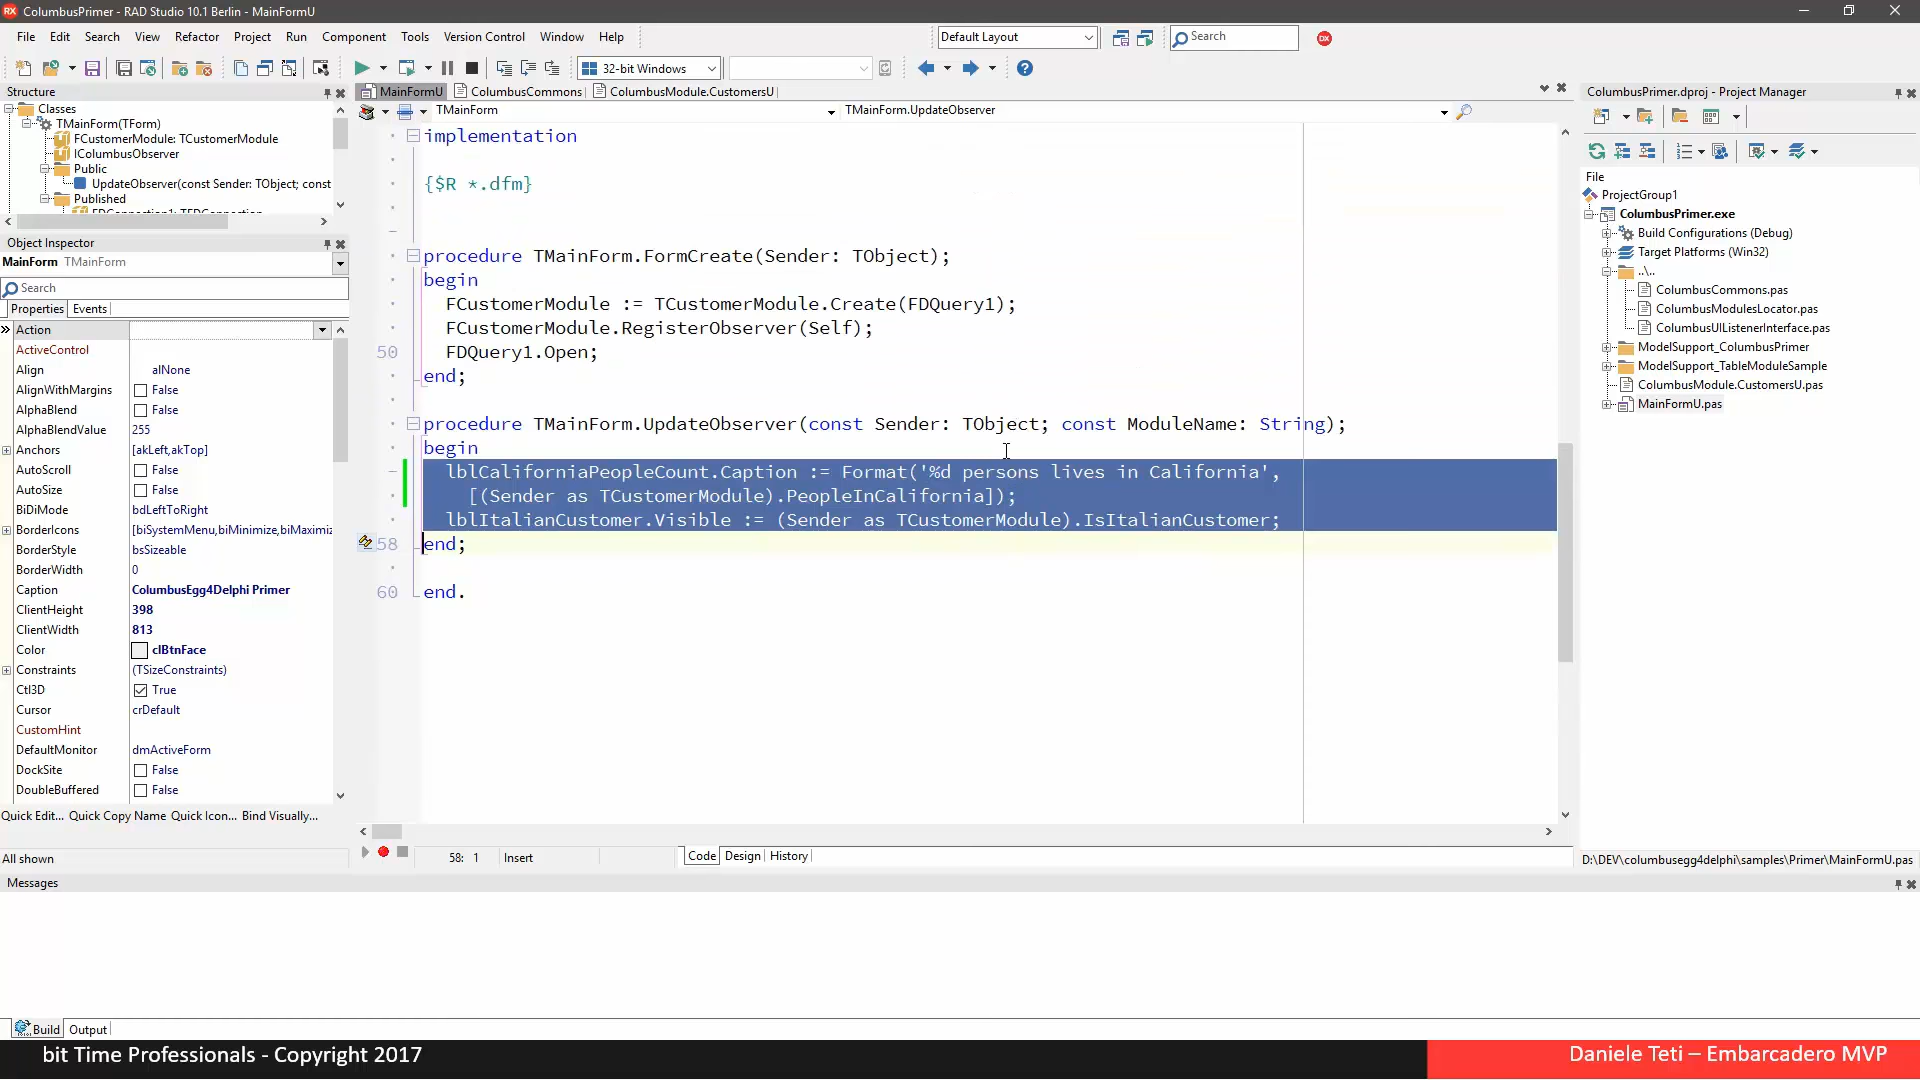 ColumbusPrimer - RAD Studio 10.1 Berlin - MainFormU
File Edit Search View Refactor Project Run Component Tools Version Control Window Help
Default Layout
Search
32-bit Windows
Structure
Classes
TMainForm(TForm)
FCustomerModule: TCustomerModule
IColumbusObserver
Public
UpdateObserver(const Sender: TObject; const
Published
Object Inspector
MainForm TMainForm
Search
Properties Events
Action
ActiveControl
Align alNone
AlignWithMargins False
AlphaBlend False
AlphaBlendValue 255
Anchors [akLeft,akTop]
AutoScroll False
AutoSize False
BiDiMode bdLeftToRight
BorderIcons [biSystemMenu,biMinimize,biMaximiz
BorderStyle bsSizeable
BorderWidth 0
Caption ColumbusEgg4Delphi Primer
ClientHeight 398
ClientWidth 813
Color clBtnFace
Constraints (TSizeConstraints)
Ctl3D True
Cursor crDefault
CustomHint
DefaultMonitor dmActiveForm
DockSite False
DoubleBuffered False
Quick Edit... Quick Copy Name Quick Icon... Bind Visually...
All shown
MainFormU ColumbusCommons ColumbusModule.CustomersU
TMainForm TMainForm.UpdateObserver
implementation
{$R *.dfm}
procedure TMainForm.FormCreate(Sender: TObject);
begin
FCustomerModule := TCustomerModule.Create(FDQuery1);
FCustomerModule.RegisterObserver(Self);
50 FDQuery1.Open;
end;
procedure TMainForm.UpdateObserver(const Sender: TObject; const ModuleName: String);
begin
lblCaliforniaPeopleCount.Caption := Format('%d persons lives in California',
[(Sender as TCustomerModule).PeopleInCalifornia]);
lblItalianCustomer.Visible := (Sender as TCustomerModule).IsItalianCustomer;
58 end;
60 end.
58: 1 Insert
Code Design History
ColumbusPrimer.dproj - Project Manager
File
ProjectGroup1
ColumbusPrimer.exe
Build Configurations (Debug)
Target Platforms (Win32)
..\..
ColumbusCommons.pas
ColumbusModulesLocator.pas
ColumbusUIListenerInterface.pas
ModelSupport_ColumbusPrimer
ModelSupport_TableModuleSample
ColumbusModule.CustomersU.pas
MainFormU.pas
D:\DEV\columbusegg4delphi\samples\Primer\MainFormU.pas
Messages
Build Output
bit Time Professionals - Copyright 2017
Daniele Teti – Embarcadero MVP